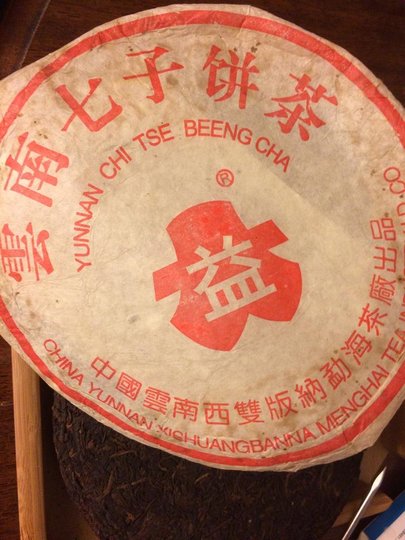 雲南七子饼茶
YUNNAN CHI TSE BEENG CHA
®
益
中國雲南西雙版納勐海茶廠出品
CHINA YUNNAN XICHUANGBANNA MENGHAI TEA